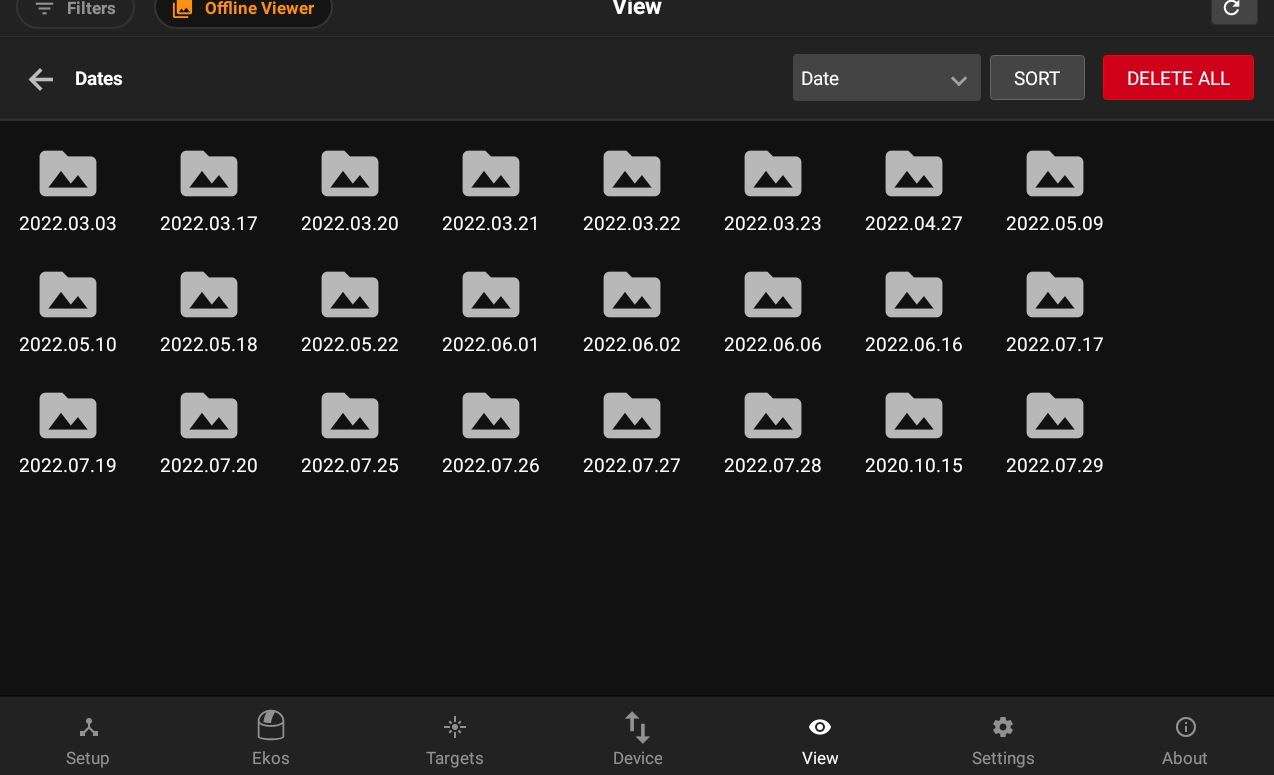 Filters Offline Viewer View
Dates Date SORT DELETE ALL
2022.03.03 2022.03.17 2022.03.20 2022.03.21 2022.03.22 2022.03.23 2022.04.27 2022.05.09
2022.05.10 2022.05.18 2022.05.22 2022.06.01 2022.06.02 2022.06.06 2022.06.16 2022.07.17
2022.07.19 2022.07.20 2022.07.25 2022.07.26 2022.07.27 2022.07.28 2020.10.15 2022.07.29
Setup Ekos Targets Device View Settings About